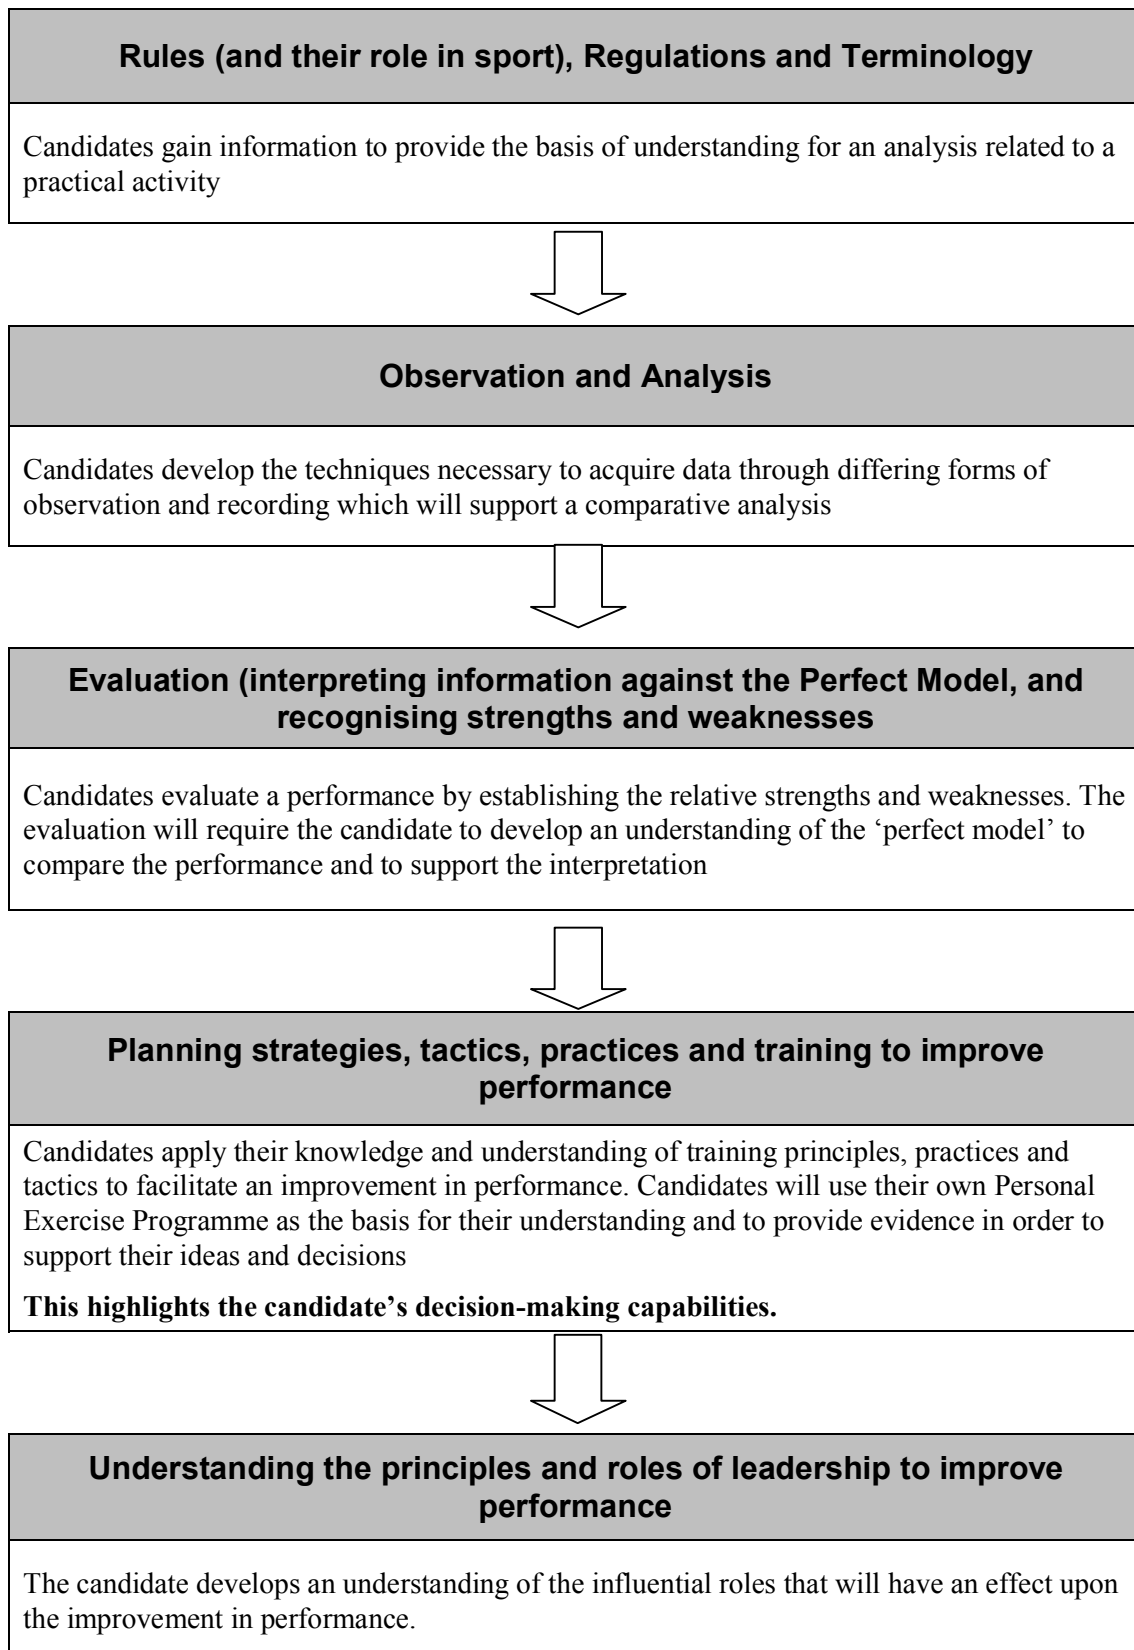 Rules (and their role in sport), Regulations and Terminology
Candidates gain information to provide the basis of understanding for an analysis related to a
practical activity
Observation and Analysis
Candidates develop the techniques necessary to acquire data through differing forms of
observation and recording which will support a comparative analysis
Evaluation (interpreting information against the Perfect Model, and
recognising strengths and weaknesses
Candidates evaluate a performance by establishing the relative strengths and weaknesses. The
evaluation will require the candidate to develop an understanding of the ‘perfect model’ to
compare the performance and to support the interpretation
Planning strategies, tactics, practices and training to improve
performance
Candidates apply their knowledge and understanding of training principles, practices and
tactics to facilitate an improvement in performance. Candidates will use their own Personal
Exercise Programme as the basis for their understanding and to provide evidence in order to
support their ideas and decisions
This highlights the candidate’s decision-making capabilities.
Understanding the principles and roles of leadership to improve
performance
The candidate develops an understanding of the influential roles that will have an effect upon
the improvement in performance.